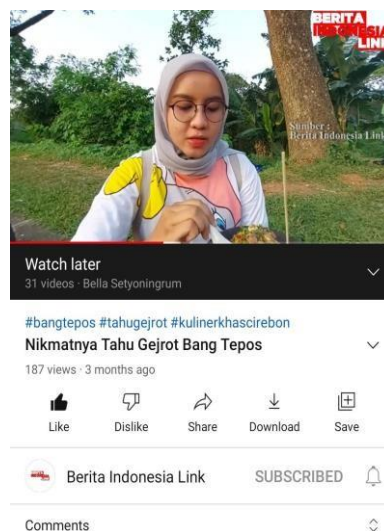 BERITA
INDONESIA
LINK
Sumber :
Berita Indonesia Link
Watch later
31 videos · Bella Setyoningrum
#bangtepos #tahugejrot #kulinerkhascirebon
Nikmatnya Tahu Gejrot Bang Tepos
187 views · 3 months ago
Like Dislike Share Download Save
Berita Indonesia Link SUBSCRIBED
Comments